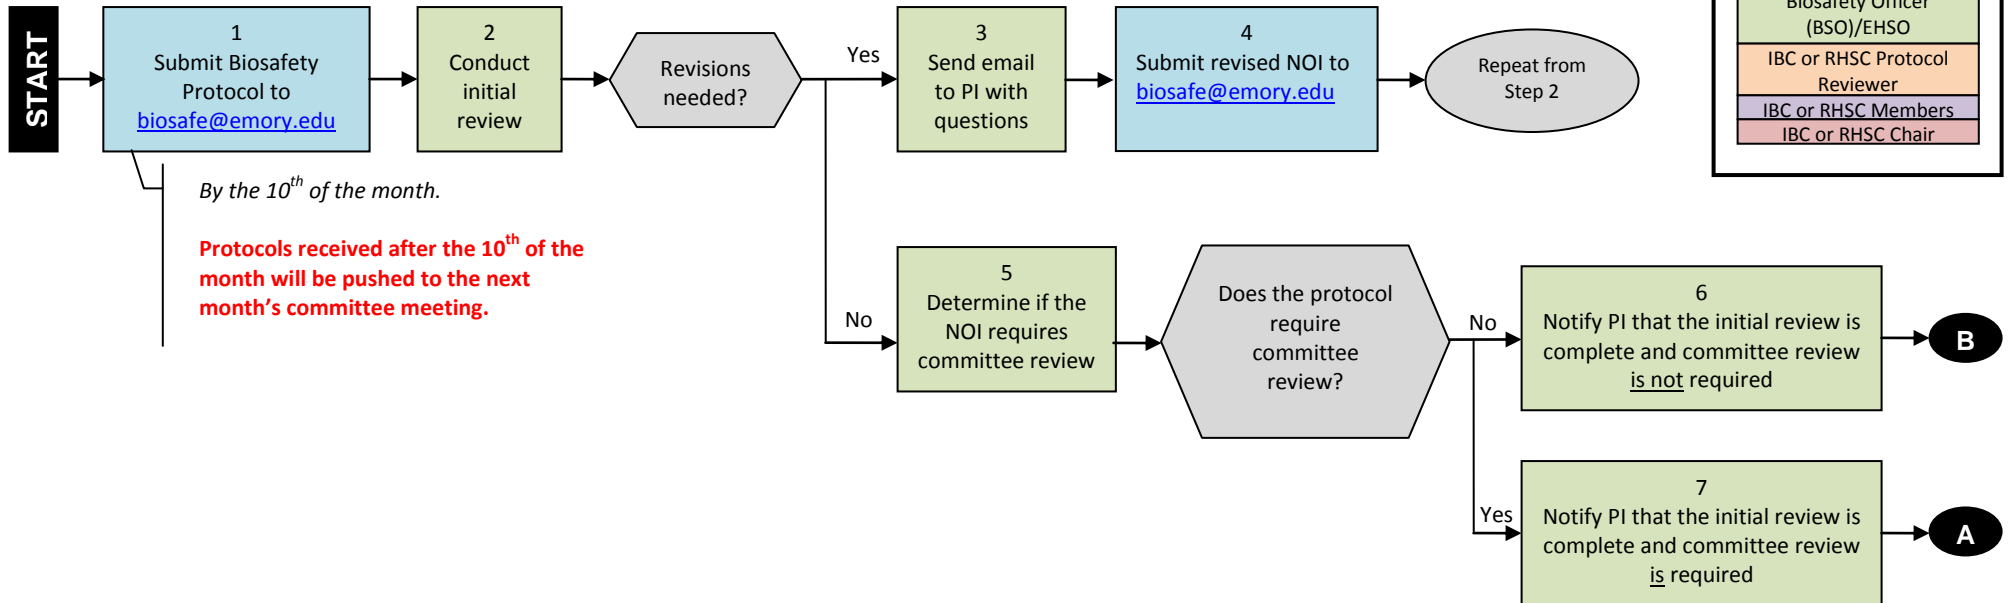 START
1
Submit Biosafety
Protocol to
biosafe@emory.edu
2
Conduct
initial
review
Revisions
needed?
Yes
3
Send email
to PI with
questions
4
Submit revised NOI to
biosafe@emory.edu
Repeat from
Step 2
Biosafety Officer
(BSO)/EHSO
IBC or RHSC Protocol
Reviewer
IBC or RHSC Members
IBC or RHSC Chair
By the 10th of the month.
Protocols received after the 10th of the
month will be pushed to the next
month’s committee meeting.
No
5
Determine if the
NOI requires
committee review
Does the protocol
require
committee
review?
No
6
Notify PI that the initial review is
complete and committee review
is not required
B
Yes
7
Notify PI that the initial review is
complete and committee review
is required
A